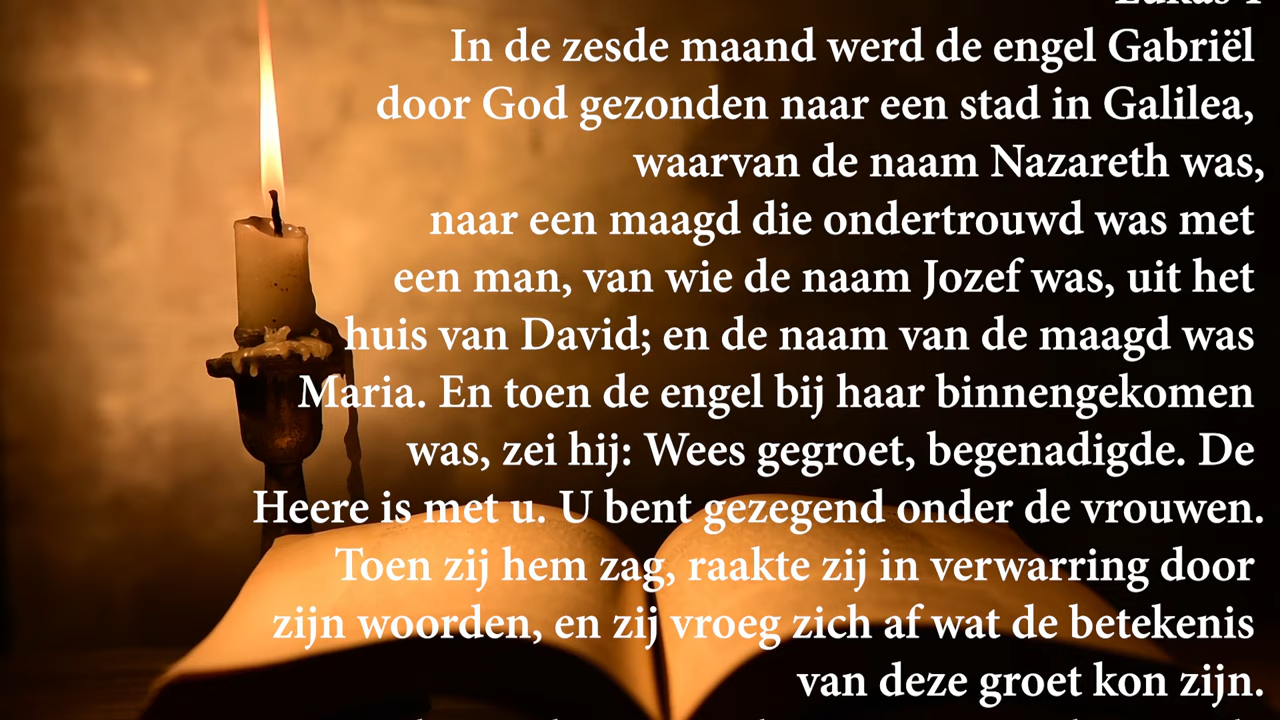 Lukas 1
In de zesde maand werd de engel Gabriël
door God gezonden naar een stad in Galilea,
waarvan de naam Nazareth was,
naar een maagd die ondertrouwd was met
een man, van wie de naam Jozef was, uit het
huis van David; en de naam van de maagd was
Maria. En toen de engel bij haar binnengekomen
was, zei hij: Wees gegroet, begenadigde. De
Heere is met u. U bent gezegend onder de vrouwen.
Toen zij hem zag, raakte zij in verwarring door
zijn woorden, en zij vroeg zich af wat de betekenis
van deze groet kon zijn.